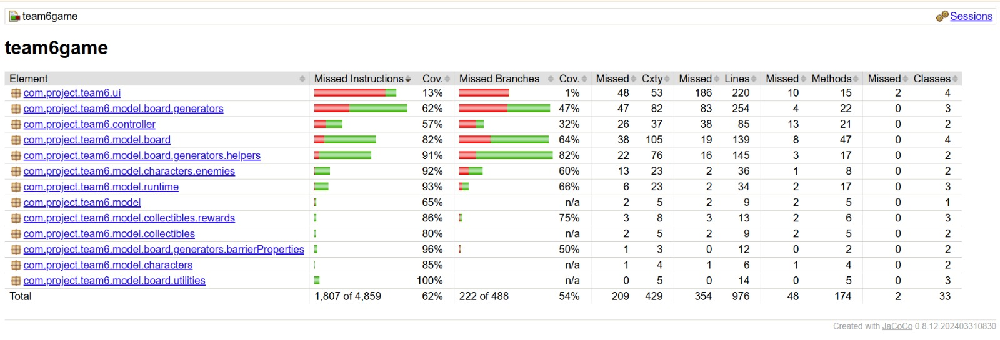 team6game Sessions
team6game
Element Missed Instructions Cov. Missed Branches Cov. Missed Cxty Missed Lines Missed Methods Missed Classes
com.project.team6.ui 13% 1% 48 53 186 220 10 15 2 4
com.project.team6.model.board.generators 62% 47% 47 82 83 254 4 22 0 3
com.project.team6.controller 57% 32% 26 37 38 85 13 21 0 2
com.project.team6.model.board 82% 64% 38 105 19 139 8 47 0 4
com.project.team6.model.board.generators.helpers 91% 82% 22 76 16 145 3 17 0 2
com.project.team6.model.characters.enemies 92% 60% 13 23 2 36 1 8 0 2
com.project.team6.model.runtime 93% 66% 6 23 2 34 2 17 0 3
com.project.team6.model 65% n/a 2 5 2 9 2 5 0 1
com.project.team6.model.collectibles.rewards 86% 75% 3 8 3 13 2 6 0 3
com.project.team6.model.collectibles 80% n/a 2 5 2 9 2 5 0 2
com.project.team6.model.board.generators.barrierProperties 96% 50% 1 3 0 12 0 2 0 2
com.project.team6.model.characters 85% n/a 1 4 1 6 1 4 0 2
com.project.team6.model.board.utilities 100% n/a 0 5 0 14 0 5 0 3
Total 1,807 of 4,859 62% 222 of 488 54% 209 429 354 976 48 174 2 33
Created with JaCoCo 0.8.12.202403310830